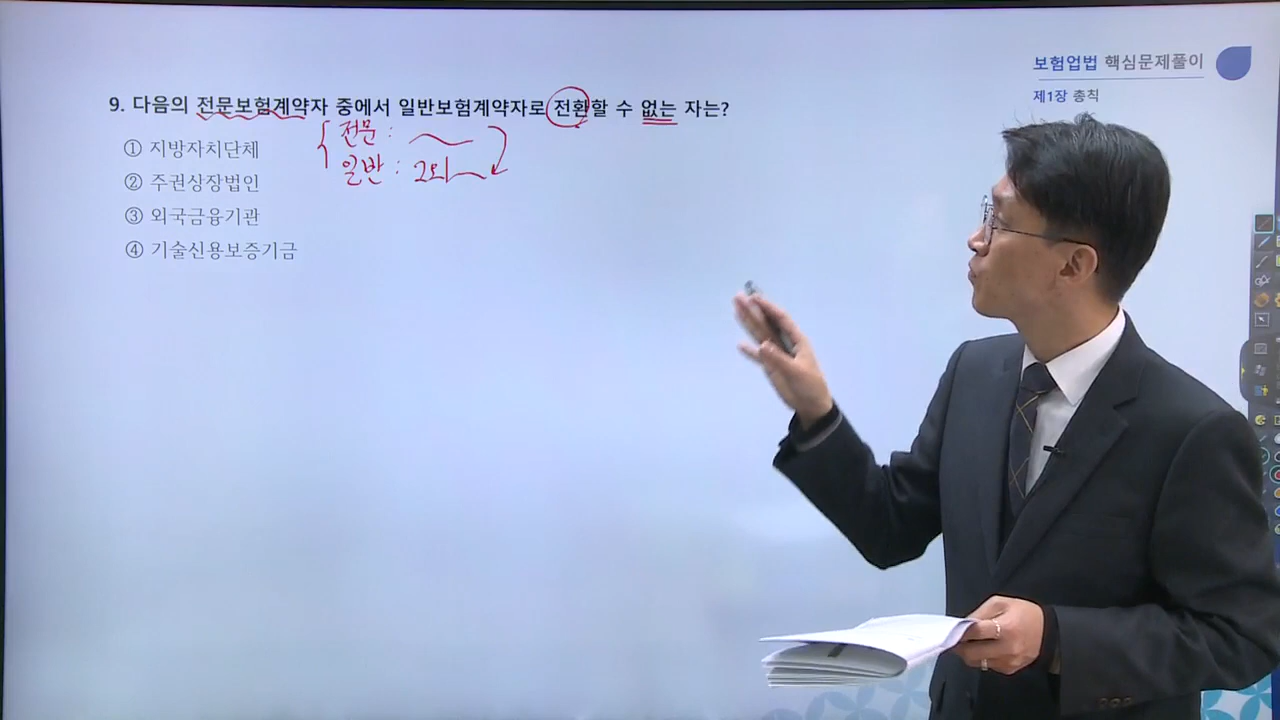 보험업법 핵심문제풀이
제1장 총칙
9. 다음의 전문보험계약자 중에서 일반보험계약자로 전환할 수 없는 자는?
전문 :
일반 : 그외
① 지방자치단체
② 주권상장법인
③ 외국금융기관
④ 기술신용보증기금